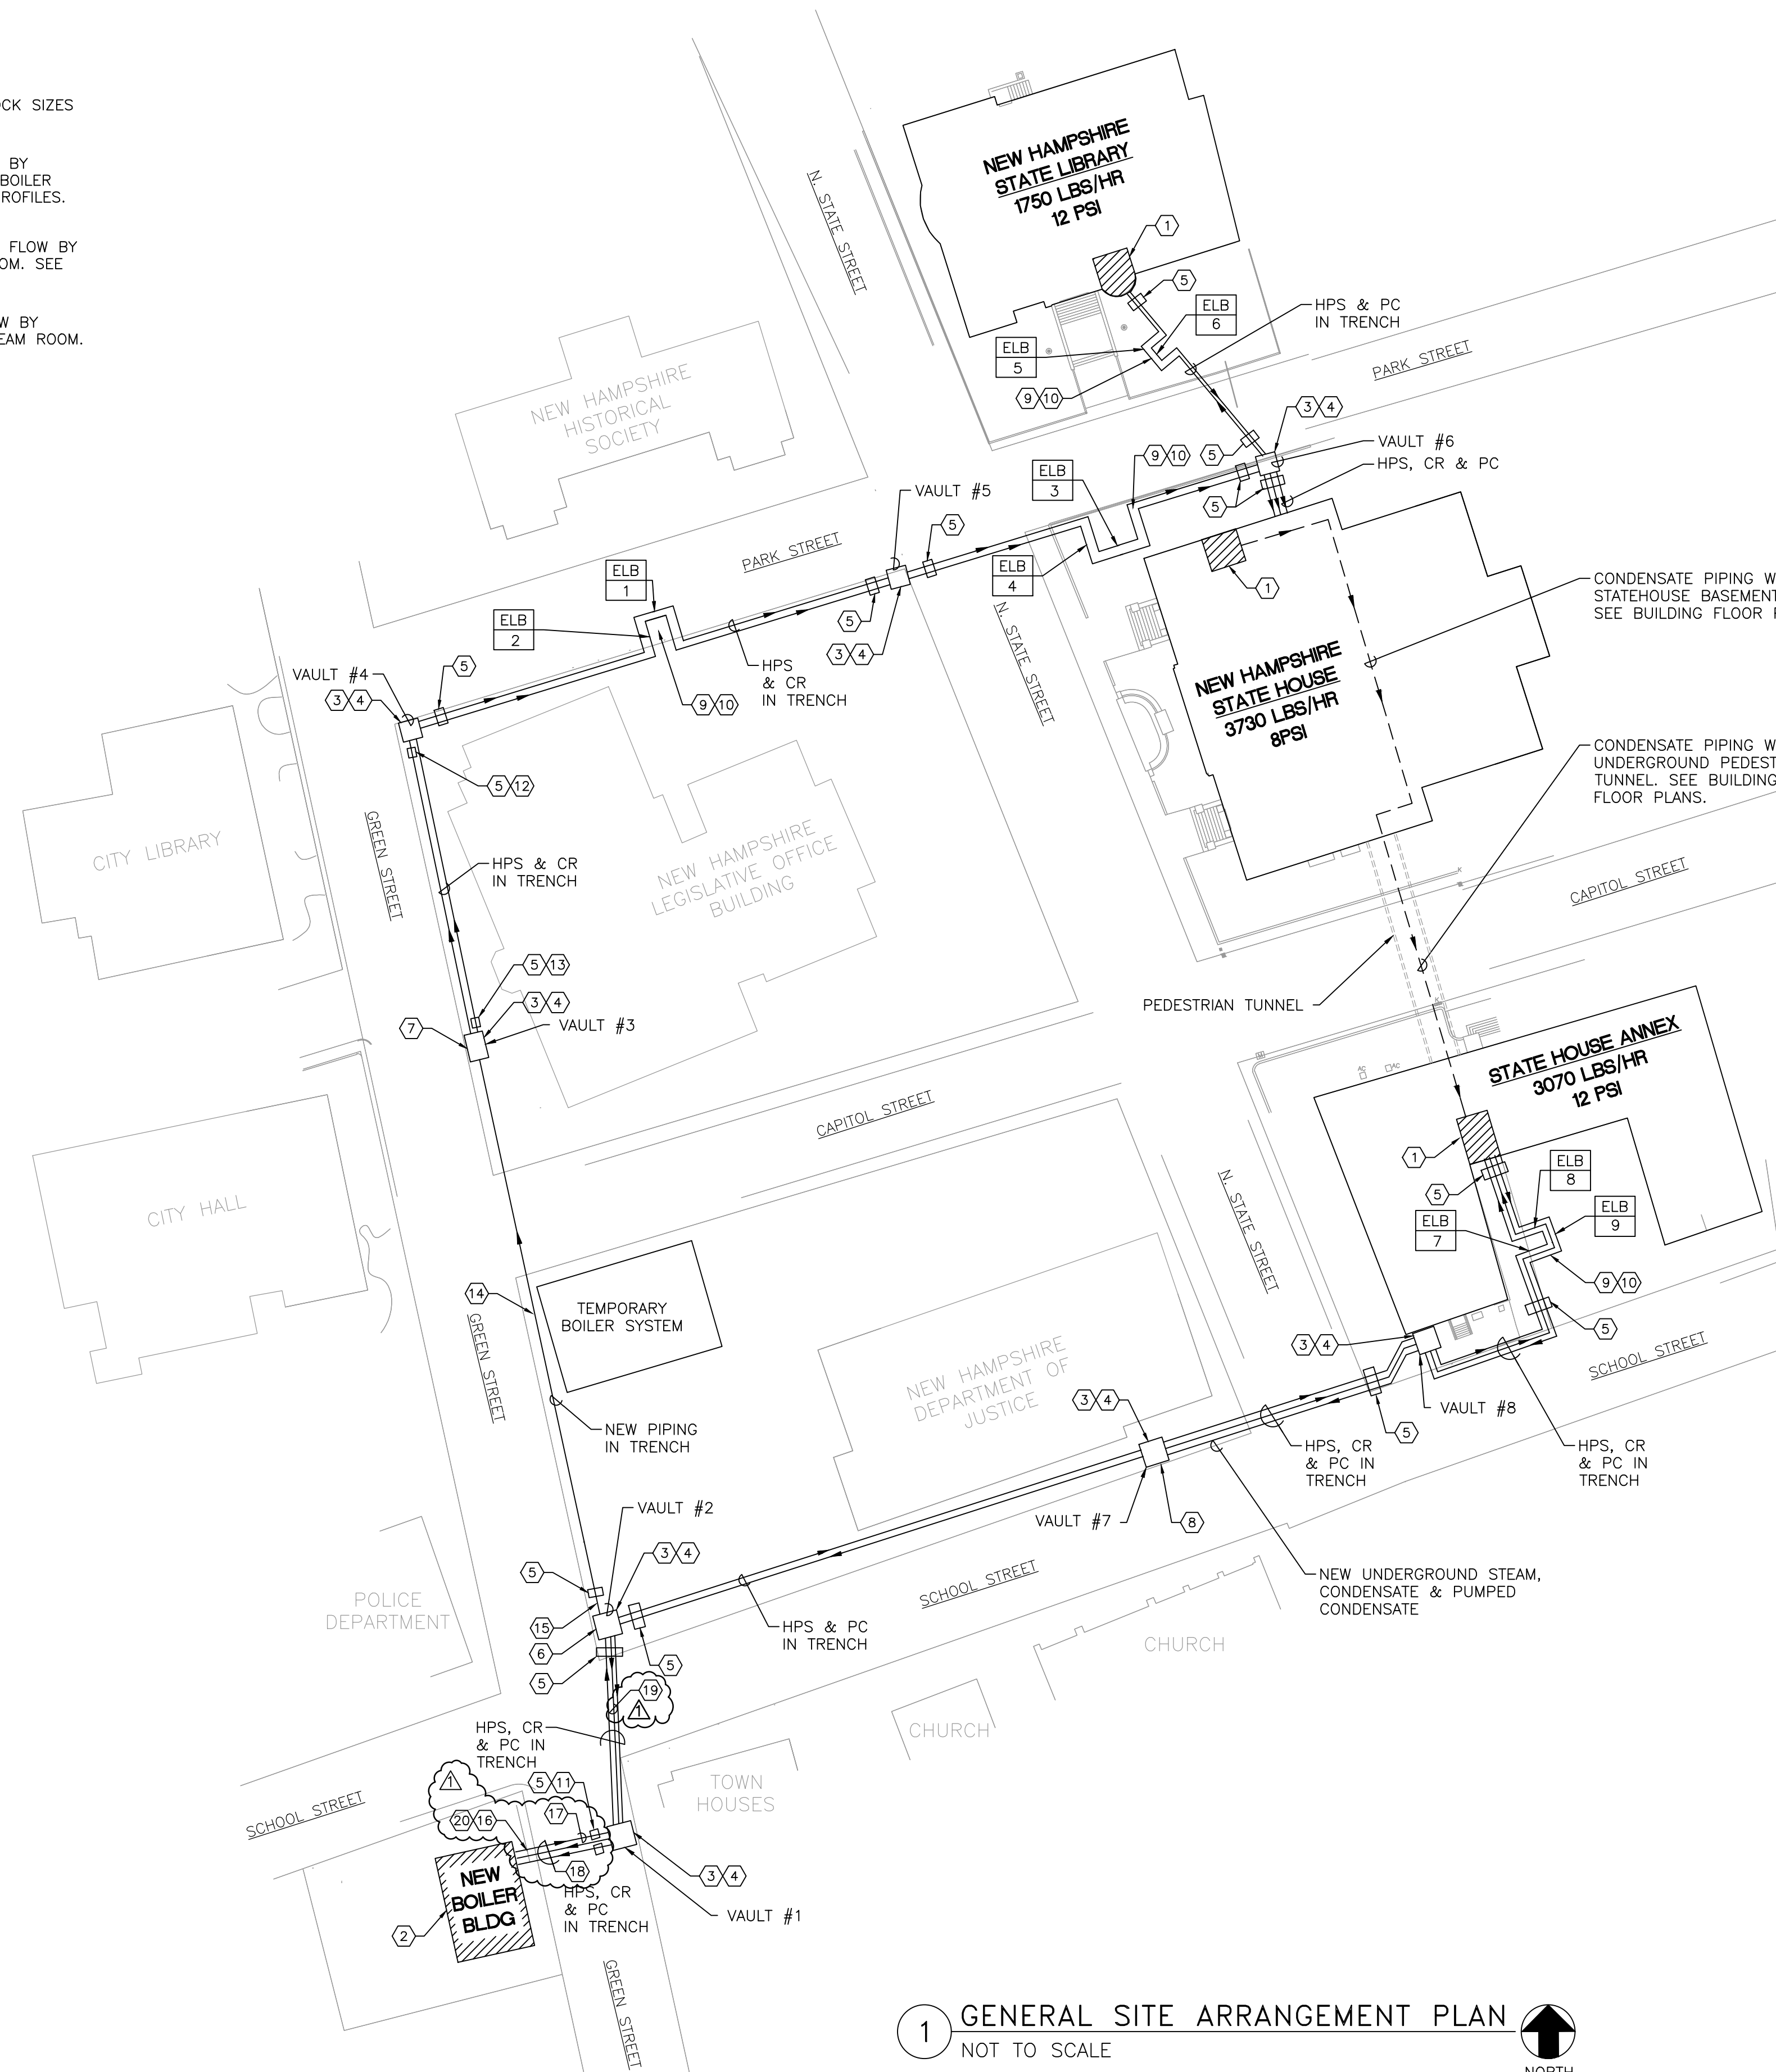 OCK SIZES
BY
BOILER
ROFILES.
FLOW BY
OM. SEE
W BY
EAM ROOM.
NEW HAMPSHIRE
STATE LIBRARY
1750 LBS/HR
12 PSI
1
5
N. STATE STREET
ELB
6
HPS & PC
IN TRENCH
ELB
5
9 10
PARK STREET
3 4
NEW HAMPSHIRE
HISTORICAL
SOCIETY
VAULT #6
HPS, CR & PC
9 10
5
ELB
3
5
VAULT #5
5
PARK STREET
ELB
1
ELB
4
1
CONDENSATE PIPING W
STATEHOUSE BASEMENT
SEE BUILDING FLOOR
ELB
2
5
3 4
N. STATE STREET
HPS
& CR
IN TRENCH
9 10
VAULT #4
3 4
5
NEW HAMPSHIRE
STATE HOUSE
3730 LBS/HR
8PSI
CONDENSATE PIPING W
UNDERGROUND PEDEST
TUNNEL. SEE BUILDING
FLOOR PLANS.
5 12
CITY LIBRARY
GREEN STREET
HPS & CR
IN TRENCH
NEW HAMPSHIRE
LEGISLATIVE OFFICE
BUILDING
K
CAPITOL STREET
5 13
3 4
7
VAULT #3
PEDESTRIAN TUNNEL
K
M
AC
AC
STATE HOUSE ANNEX
3070 LBS/HR
12 PSI
CAPITOL STREET
1
5
ELB
8
ELB
9
ELB
7
9 10
CITY HALL
N. STATE STREET
14
TEMPORARY
BOILER SYSTEM
GREEN STREET
5
3 4
SCHOOL STREET
NEW HAMPSHIRE
DEPARTMENT OF
JUSTICE
3 4
VAULT #8
5
NEW PIPING
IN TRENCH
HPS, CR
& PC IN
TRENCH
HPS, CR
& PC IN
TRENCH
VAULT #2
VAULT #7
8
3 4
5
SCHOOL STREET
NEW UNDERGROUND STEAM,
CONDENSATE & PUMPED
CONDENSATE
POLICE
DEPARTMENT
15
6
5
HPS & PC
IN TRENCH
5
CHURCH
19
1
HPS, CR
& PC IN
TRENCH
CHURCH
TOWN
HOUSES
1
5 11
SCHOOL STREET
20 16
17
18
3 4
NEW
BOILER
BLDG
HPS, CR
& PC
IN TRENCH
VAULT #1
2
GREEN STREET
1
GENERAL SITE ARRANGEMENT PLAN
NOT TO SCALE
NORTH